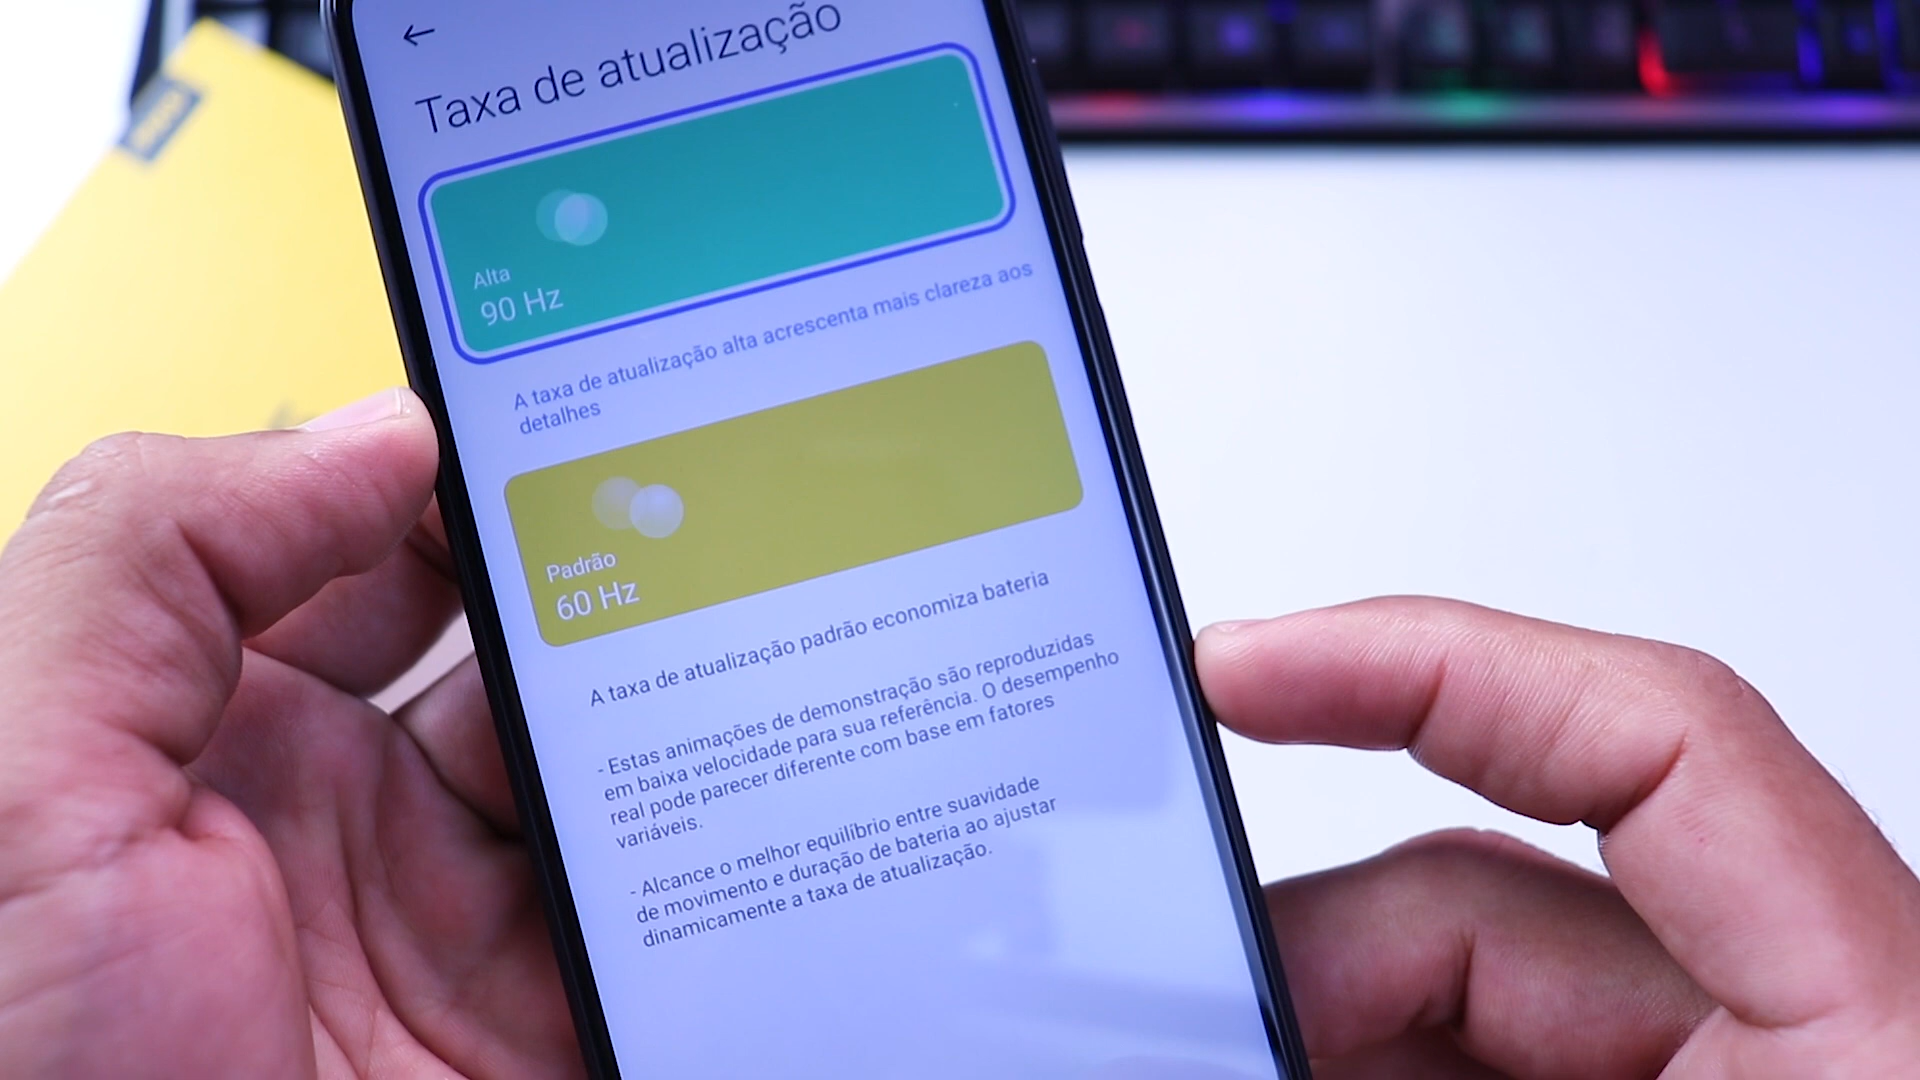 Taxa de atualização
Alta
90 Hz
A taxa de atualização alta acrescenta mais clareza aos
detalhes
Padrão
60 Hz
A taxa de atualização padrão economiza bateria
- Estas animações de demonstração são reproduzidas
em baixa velocidade para sua referência. O desempenho
real pode parecer diferente com base em fatores
variáveis.
- Alcance o melhor equilíbrio entre suavidade
de movimento e duração de bateria ao ajustar
dinamicamente a taxa de atualização.